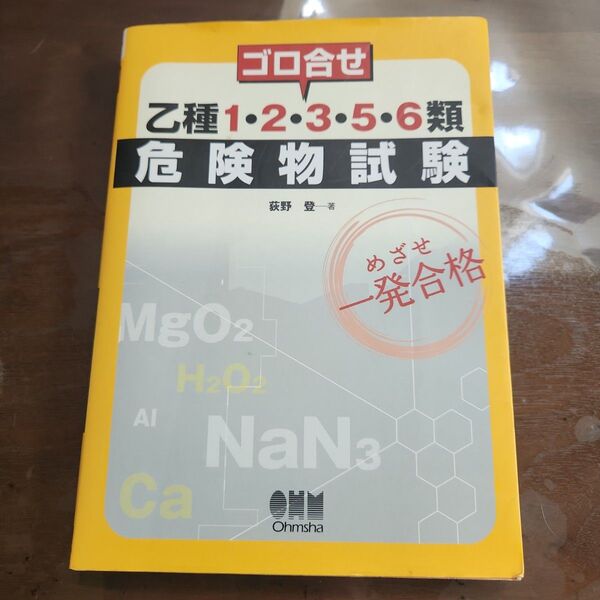 ゴロ合せ
乙種1・2・3・5・6類
危険物試験
荻野 登―著
めざせ
一発合格
MgO2
H2O2
Al
NaN3
Ca
OHM
Ohmsha